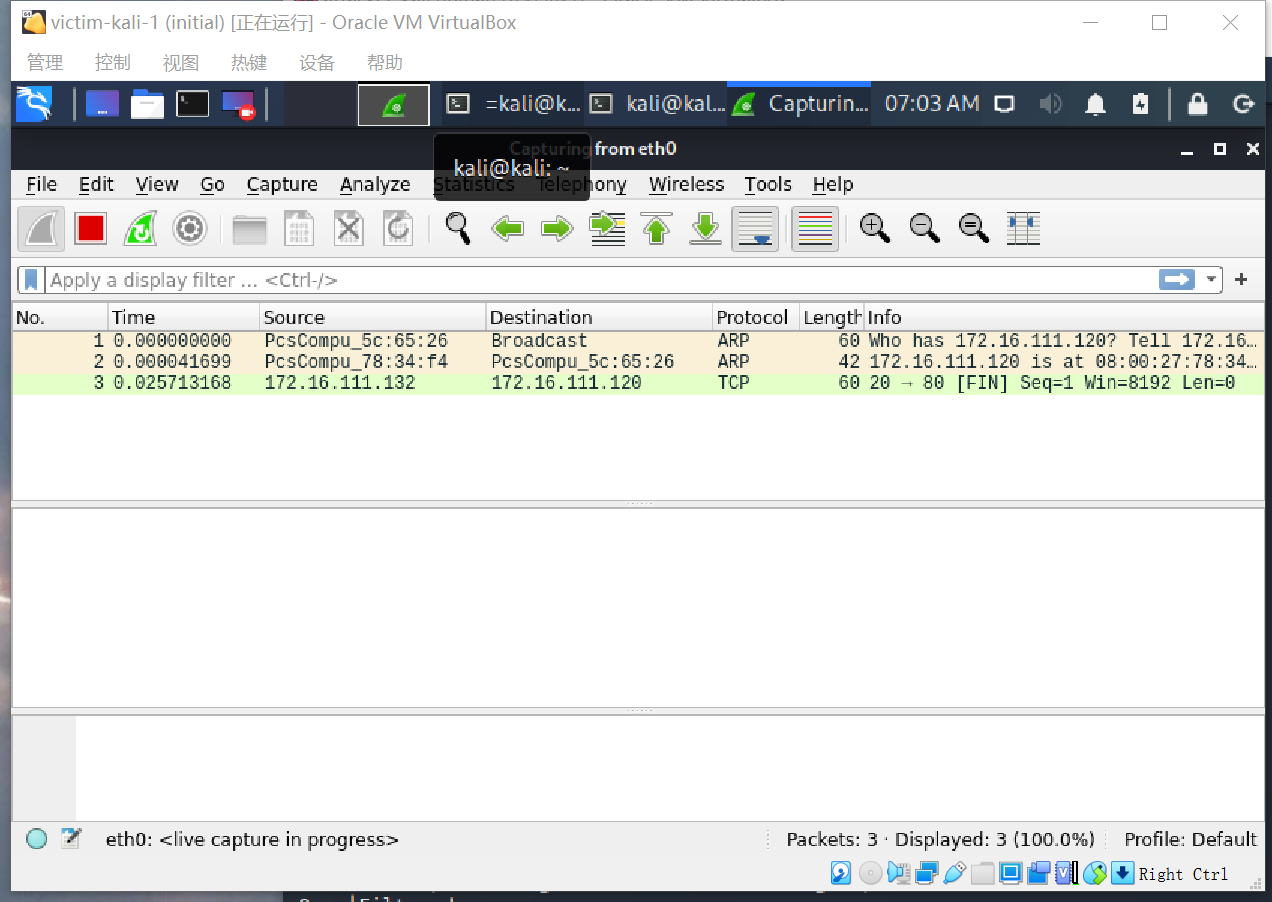 victim-kali-1 (initial) [正在运行] - Oracle VM VirtualBox
管理 控制 视图 热键 设备 帮助
=kali@k... kali@kal... Capturin... 07:03 AM
Capturing from eth0
kali@kali: ~
File Edit View Go Capture Analyze Statistics Telephony Wireless Tools Help
Apply a display filter ... <Ctrl-/>
No. Time Source Destination Protocol Length Info
1 0.000000000 PcsCompu_5c:65:26 Broadcast ARP 60 Who has 172.16.111.120? Tell 172.16...
2 0.000041699 PcsCompu_78:34:f4 PcsCompu_5c:65:26 ARP 42 172.16.111.120 is at 08:00:27:78:34...
3 0.025713168 172.16.111.132 172.16.111.120 TCP 60 20 → 80 [FIN] Seq=1 Win=8192 Len=0
eth0: <live capture in progress> Packets: 3 · Displayed: 3 (100.0%) Profile: Default
Right Ctrl